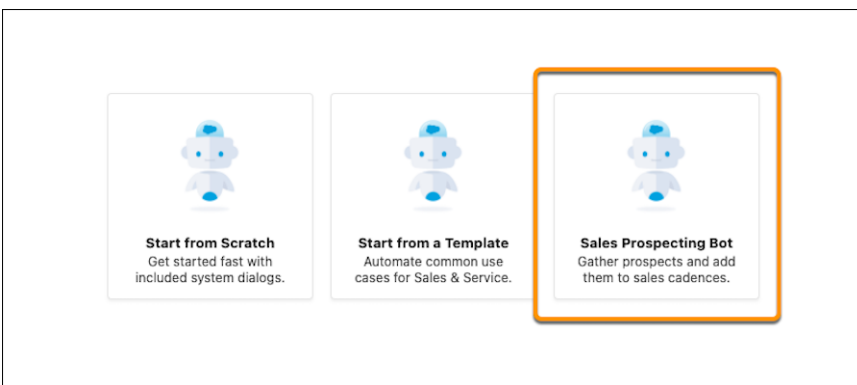 Start from Scratch
Get started fast with
included system dialogs.
Start from a Template
Automate common use
cases for Sales & Service.
Sales Prospecting Bot
Gather prospects and add
them to sales cadences.